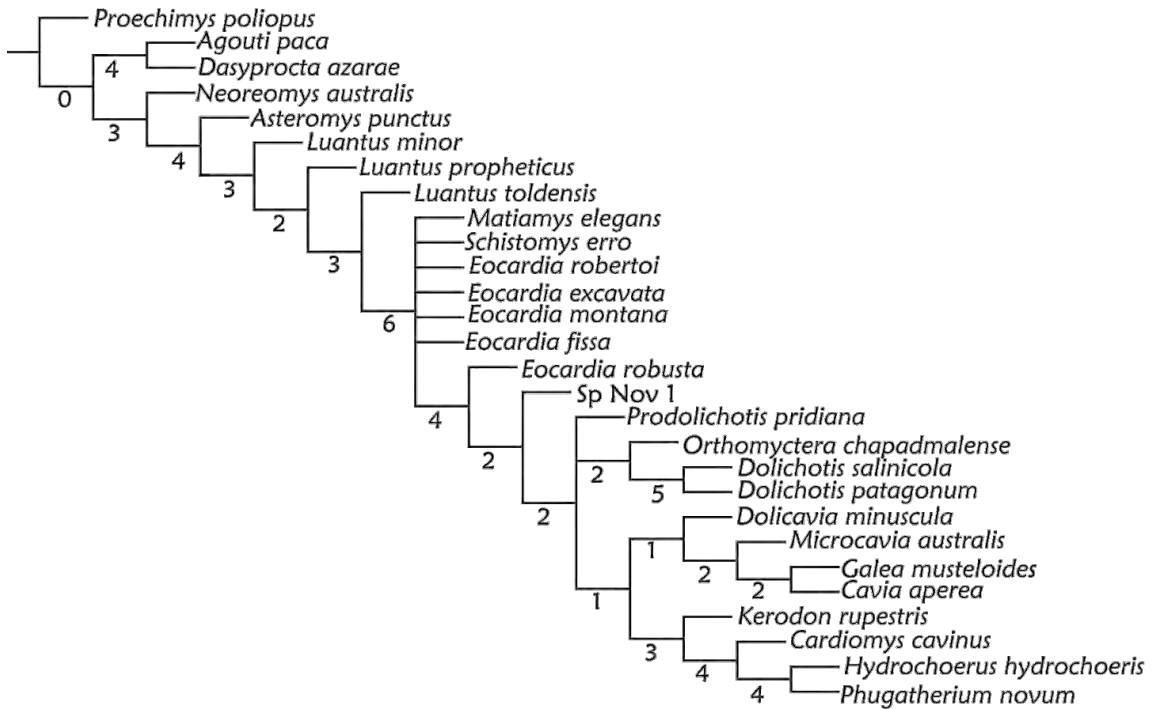 Proechimys poliopus
Agouti paca
4
Dasyprocta azarae
0
Neoreomys australis
3
Asteromys punctus
4
Luantus minor
3
Luantus propheticus
2
Luantus toldensis
Matiamys elegans
Schistomys erro
3
Eocardia robertoi
Eocardia excavata
Eocardia montana
6
Eocardia fissa
Eocardia robusta
Sp Nov 1
4
Prodolichotis pridiana
Orthomyctera chapadmalense
2
Dolichotis salinicola
2
5
Dolichotis patagonum
2
Dolicavia minuscula
1
Microcavia australis
2
Galea musteloides
2
Cavia aperea
1
Kerodon rupestris
Cardiomys cavinus
3
Hydrochoerus hydrochoeris
4
4
Phugatherium novum